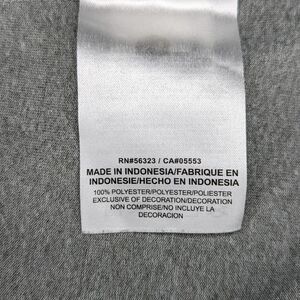 RN#56323 / CA#05553
MADE IN INDONESIA/FABRIQUE EN
INDONESIE/HECHO EN INDONESIA
100% POLYESTER/POLYESTER/POLIESTER
EXCLUSIVE OF DECORATION/DECORATION
NON COMPRISE/NO INCLUYE LA
DECORACION